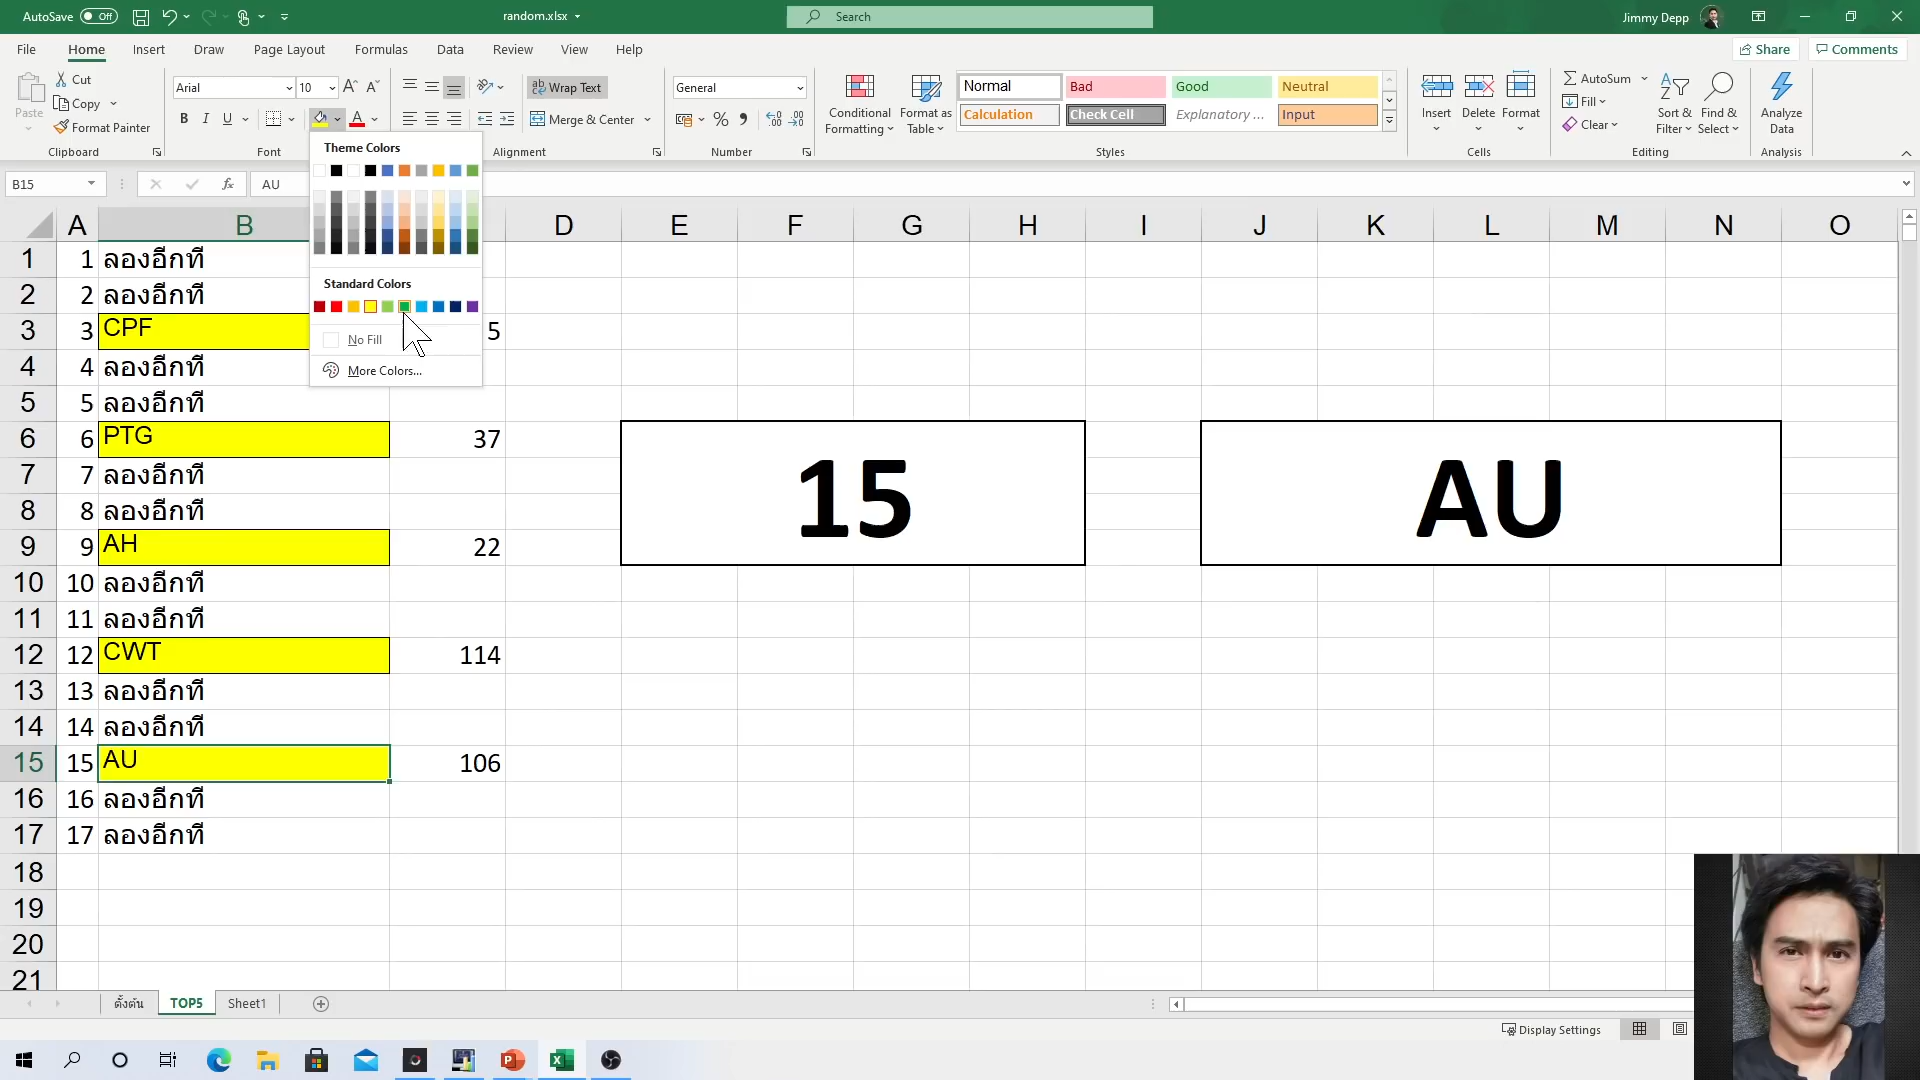 AutoSave Off random.xlsx Search Jimmy Depp
File Home Insert Draw Page Layout Formulas Data Review View Help Share Comments
Paste Cut Copy Format Painter Clipboard
Arial 10 B I U A Font
Wrap Text Merge & Center Alignment
General % Number
Conditional Formatting Format as Table
Normal Bad Good Neutral
Calculation Check Cell Explanatory ... Input
Styles
Insert Delete Format Cells
AutoSum Fill Clear Sort & Filter Find & Select Editing
Analyze Data Analysis
B15 fx AU
Theme Colors
Standard Colors
No Fill
More Colors...
A B D E F G H I J K L M N O
1 1 ลองอีกที
2 2 ลองอีกที
3 3 CPF 5
4 4 ลองอีกที
5 5 ลองอีกที
6 6 PTG 37
7 7 ลองอีกที
8 8 ลองอีกที
9 9 AH 22
10 10 ลองอีกที
11 11 ลองอีกที
12 12 CWT 114
13 13 ลองอีกที
14 14 ลองอีกที
15 15 AU 106
16 16 ลองอีกที
17 17 ลองอีกที
18
19
20
21
15 AU
ตั้งต้น TOP5 Sheet1
Display Settings